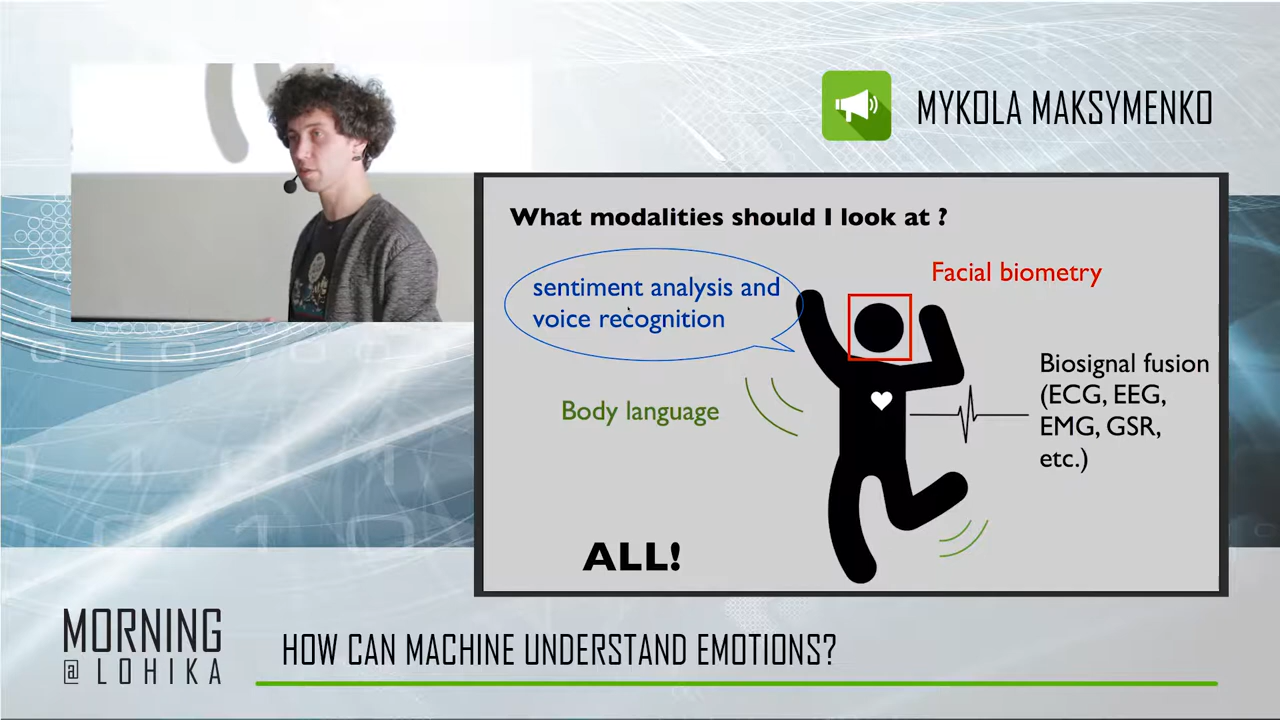 MYKOLA MAKSYMENKO
What modalities should I look at ?
sentiment analysis and
voice recognition
Facial biometry
Body language
Biosignal fusion
(ECG, EEG,
EMG, GSR,
etc.)
ALL!
MORNING
@ LOHIKA
HOW CAN MACHINE UNDERSTAND EMOTIONS?